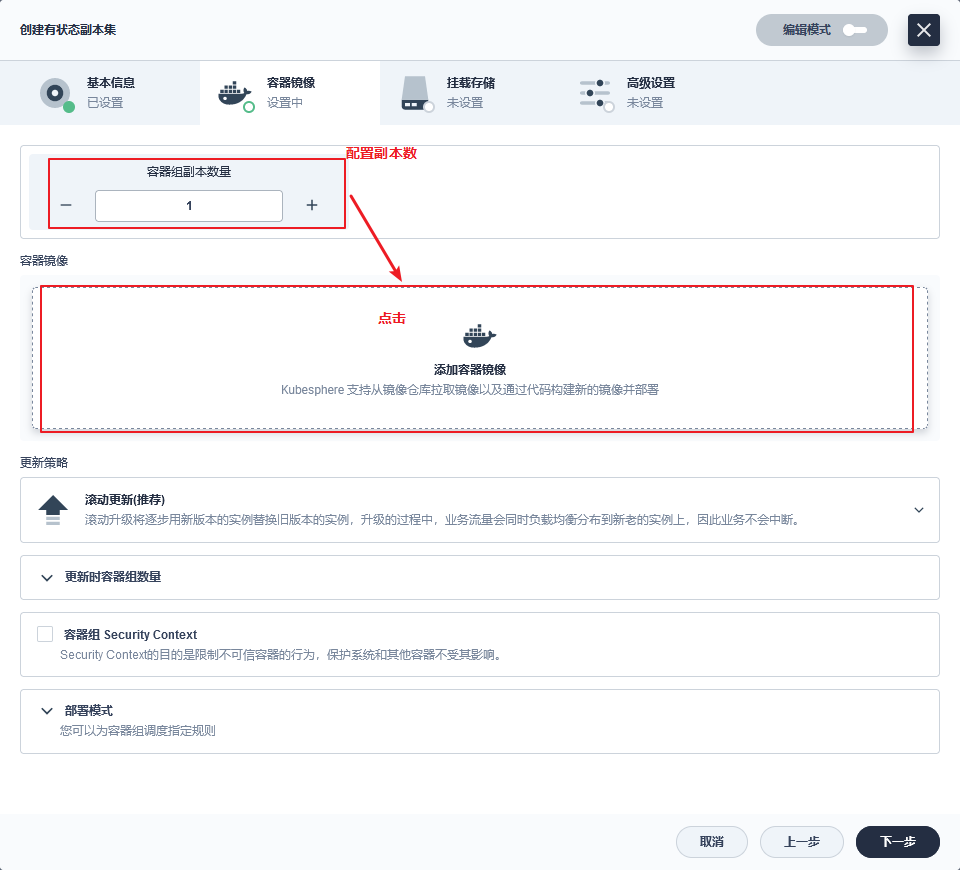 创建有状态副本集
编辑模式
基本信息
已设置
容器镜像
设置中
挂载存储
未设置
高级设置
未设置
配置副本数
容器组副本数量
1
容器镜像
点击
添加容器镜像
Kubesphere 支持从镜像仓库拉取镜像以及通过代码构建新的镜像并部署
更新策略
滚动更新(推荐)
滚动升级将逐步用新版本的实例替换旧版本的实例，升级的过程中，业务流量会同时负载均衡分布到新老的实例上，因此业务不会中断。
更新时容器组数量
容器组 Security Context
Security Context的目的是限制不可信容器的行为，保护系统和其他容器不受其影响。
部署模式
您可以为容器组调度指定规则
取消
上一步
下一步